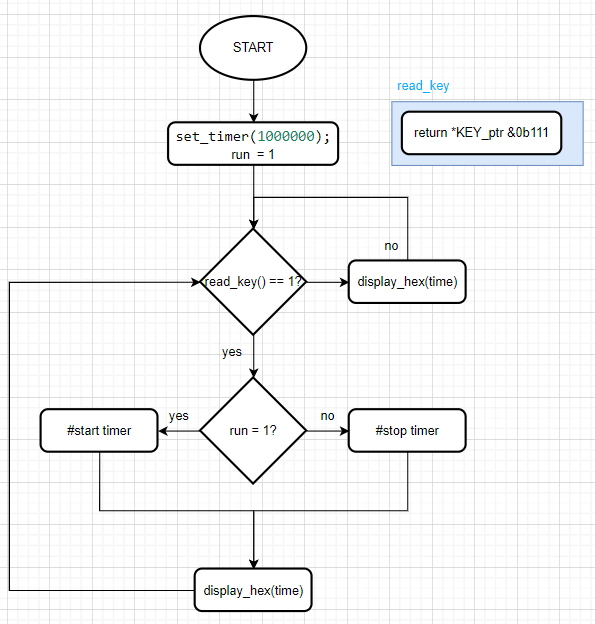 START
read_key
set_timer(1000000);
run = 1
return *KEY_ptr &0b111
no
read_key() == 1?
display_hex(time)
yes
yes
no
#start timer
run = 1?
#stop timer
display_hex(time)